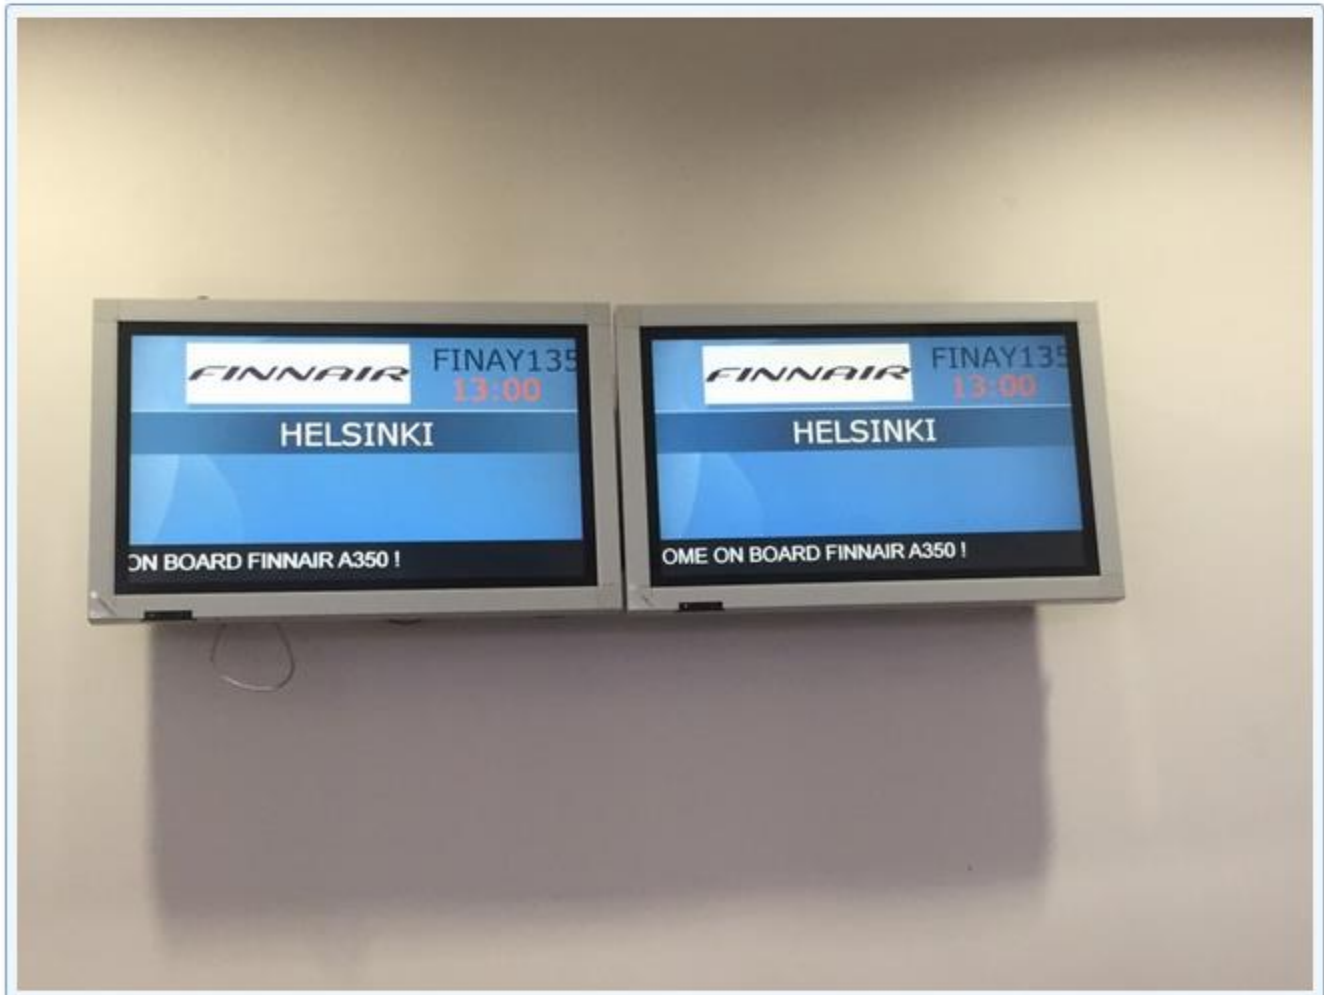 FINNAIR
FINAY135
13:00
HELSINKI
ON BOARD FINNAIR A350 !
FINNAIR
FINAY135
13:00
HELSINKI
OME ON BOARD FINNAIR A350 !